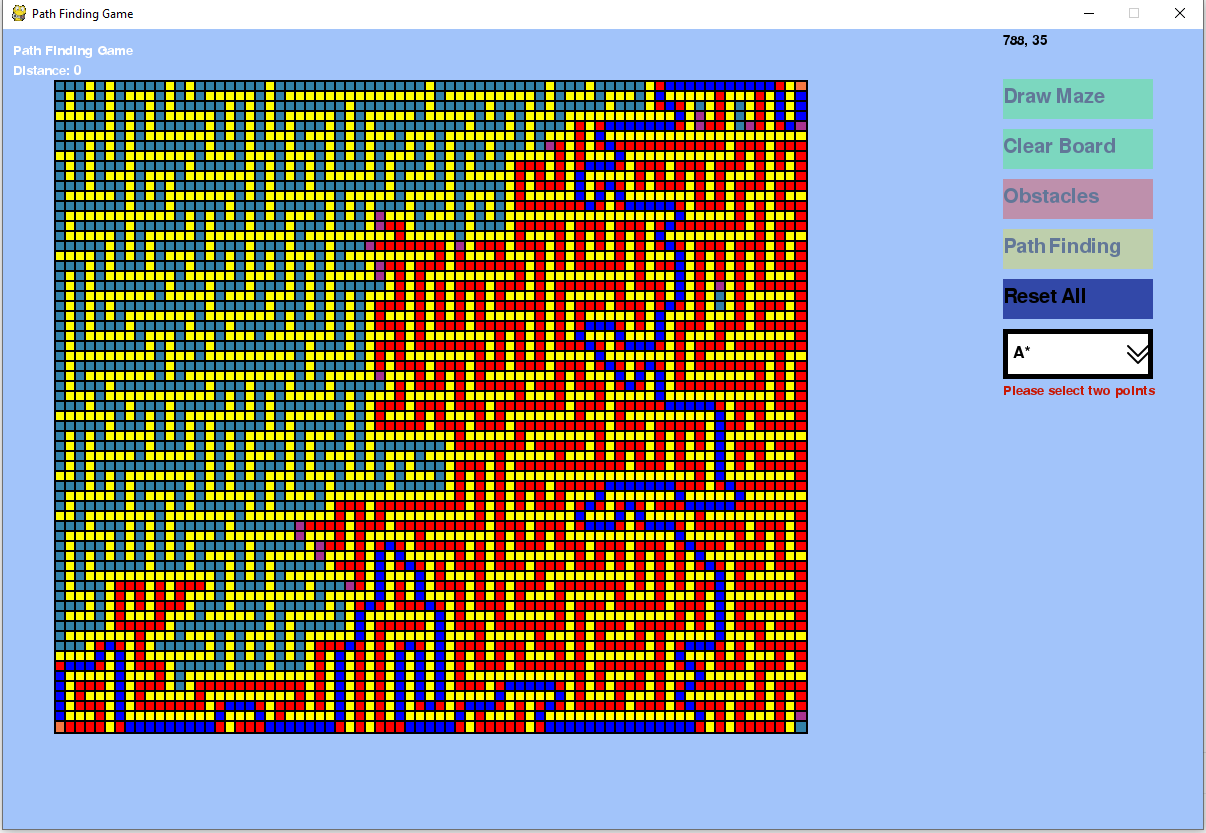 Path Finding Game
788, 35
Path Finding Game
Distance: 0
Draw Maze
Clear Board
Obstacles
Path Finding
Reset All
A*
Please select two points